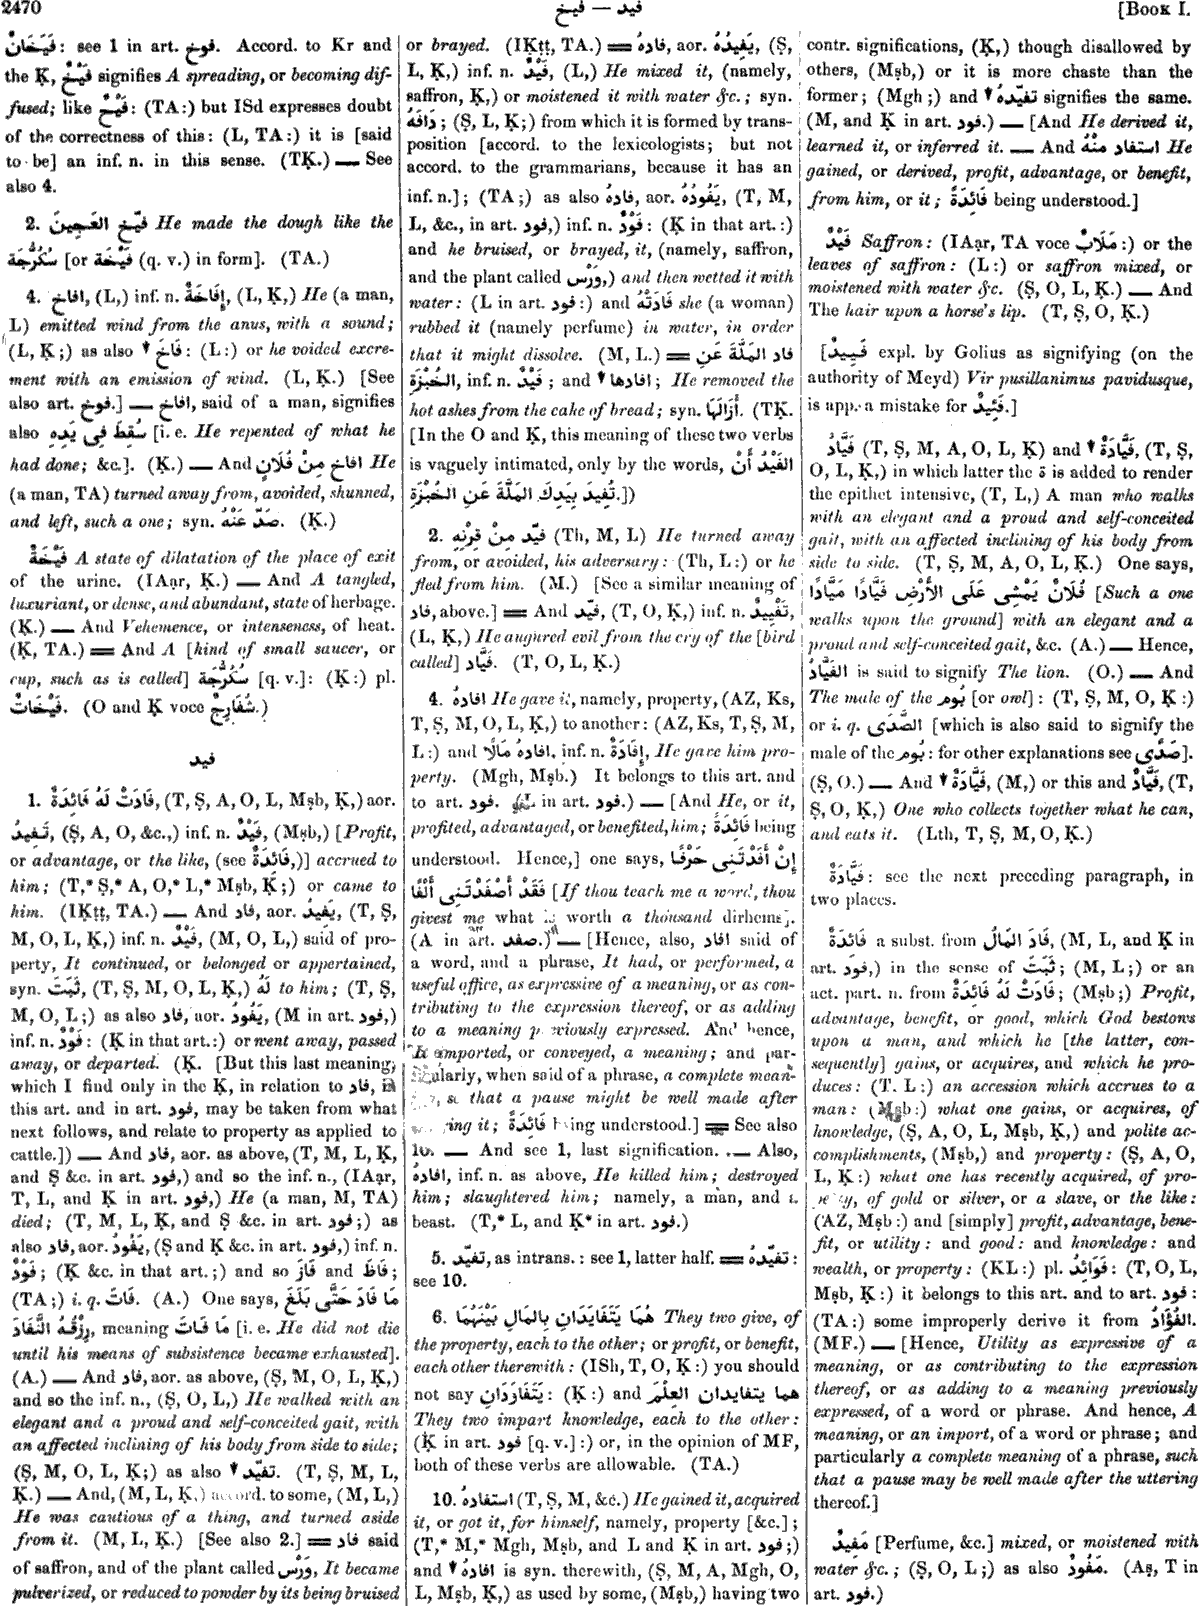 2470
فيد — فيخ
[BOOK I.
فَيَخَانٌ: see 1 in art. فوخ. Accord. to Kr and
the Ḳ, فَيْخٌ signifies A spreading, or becoming dif-
fused; like فَيْحٌ: (TA:) but ISd expresses doubt
of the correctness of this: (L, TA:) it is [said
to be] an inf. n. in this sense. (TḲ.) — See
also 4.
2. فيّخ العَجِينَ He made the dough like the
سُكُرُّجَة [or فَيْخَة (q. v.) in form]. (TA.)
4. افاخ, (L,) inf. n. إِفَاخَةٌ, (L, Ḳ,) He (a man,
L) emitted wind from the anus, with a sound;
(L, Ḳ;) as also ↓ فَاخَ: (L:) or he voided excre-
ment with an emission of wind. (L, Ḳ.) [See
also art. فوخ.] — افاخ, said of a man, signifies
also سُقِطَ فِى يَدِهِ [i. e. He repented of what he
had done; &c.]. (Ḳ.) — And افاخ مِنْ فُلَانٍ He
(a man, TA) turned away from, avoided, shunned,
and left, such a one; syn. صَدَّ عَنْهُ. (Ḳ.)
فَيْخَةٌ A state of dilatation of the place of exit
of the urine. (IAạr, Ḳ.) — And A tangled,
luxuriant, or dense, and abundant, state of herbage.
(Ḳ.) — And Vehemence, or intenseness, of heat.
(Ḳ, TA.) ═ And A [kind of small saucer, or
cup, such as is called] سُكُرُّجَة [q. v.]: (Ḳ:) pl.
فَيْخَاتٌ. (O and Ḳ voce شُفَارِجٌ.)
فيد
1. فَادَتْ لَهُ فَائِدَةٌ, (T, Ṣ, A, O, L, Mṣb, Ḳ,) aor.
تَفِيدُ, (Ṣ, A, O, &c.,) inf. n. فَيْدٌ, (Mṣb,) [Profit,
or advantage, or the like, (see فَائِدَةٌ,)] accrued to
him; (T,* Ṣ,* A, O,* L,* Mṣb, Ḳ;) or came to
him. (IḲṭṭ, TA.) — And فاد, aor. يَفِيدُ, (T, Ṣ,
M, O, L, Ḳ,) inf. n. فَيْدٌ, (M, O, L,) said of pro-
perty, It continued, or belonged or appertained,
syn. ثَبَتَ, (T, Ṣ, M, O, L, Ḳ,) لَهُ to him; (T, Ṣ,
M, O, L;) as also فاد, aor. يَفُودُ, (M in art. فود,)
inf. n. فَوْدٌ: (Ḳ in that art.:) or went away, passed
away, or departed. (Ḳ. [But this last meaning,
which I find only in the Ḳ, in relation to فاد, in
this art. and in art. فود, may be taken from what
next follows, and relate to property as applied to
cattle.]) — And فاد, aor. as above, (T, M, L, Ḳ,
and Ṣ &c. in art. فود,) and so the inf. n., (IAạr,
T, L, and Ḳ in art. فود,) He (a man, M, TA)
died; (T, M, L, Ḳ, and Ṣ &c. in art. فود;) as
also فاد, aor. يَفُودُ, (Ṣ and Ḳ &c. in art. فود,) inf. n.
فَوْدٌ; (Ḳ &c. in that art.;) and so فَازَ and فَاظَ;
(TA;) i. q. فَاتَ. (A.) One says, مَا فَادَ حَتَّى بَلَغَ
رِزْقُهُ النَّفَادَ, meaning مَا فَاتَ [i. e. He did not die
until his means of subsistence became exhausted].
(A.) — And فاد, aor. as above, (Ṣ, M, O, L, Ḳ,)
and so the inf. n., (Ṣ, O, L,) He walked with an
elegant and a proud and self-conceited gait, with
an affected inclining of his body from side to side;
(Ṣ, M, O, L, Ḳ;) as also ↓ تفيّد. (T, Ṣ, M, L,
Ḳ.) — And, (M, L, Ḳ,) accord. to some, (M, L,)
He was cautious of a thing, and turned aside
from it. (M, L, Ḳ.) [See also 2.] ═ فاد said
of saffron, and of the plant called وَرْس, It became
pulverized, or reduced to powder by its being bruised
or brayed. (IḲṭṭ, TA.) ═ فادهُ, aor. يَفِيدُهُ, (Ṣ,
L, Ḳ,) inf. n. فَيْدٌ, (L,) He mixed it, (namely,
saffron, Ḳ,) or moistened it with water &c.; syn.
دَافَهُ; (Ṣ, L, Ḳ;) from which it is formed by trans-
position [accord. to the lexicologists; but not
accord. to the grammarians, because it has an
inf. n.]; (TA;) as also فادهُ, aor. يَفُودُهُ, (T, M,
L, &c., in art. فود,) inf. n. فَوْدٌ: (Ḳ in that art.:)
and he bruised, or brayed, it, (namely, saffron,
and the plant called وَرْس,) and then wetted it with
water: (L in art. فود:) and فَادَتْهُ she (a woman)
rubbed it (namely perfume) in water, in order
that it might dissolve. (M, L.) ═ فاد المَلَّةَ عَنِ
الخُبْزَةِ, inf. n. فَيْدٌ; and ↓ افادها; He removed the
hot ashes from the cake of bread; syn. أَزَالَهَا. (TḲ.
[In the O and Ḳ, this meaning of these two verbs
is vaguely intimated, only by the words, الفَيْدُ أَنْ
تُفِيدَ بِيَدِكَ المَلَّةَ عَنِ الخُبْزَةِ.])
2. فيّد مِنْ قِرْنِهِ (Th, M, L) He turned away
from, or avoided, his adversary: (Th, L:) or he
fled from him. (M.) [See a similar meaning of
فاد, above.] ═ And فيّد, (T, O, Ḳ,) inf. n. تَفْيِيدٌ,
(L, Ḳ,) He augured evil from the cry of the [bird
called] فَيَّاد. (T, O, L, Ḳ.)
4. افادهُ He gave it, namely, property, (AZ, Ks,
T, Ṣ, M, O, L, Ḳ,) to another: (AZ, Ks, T, Ṣ, M,
L:) and افادهُ مَالًا, inf. n. إِفَادَةٌ, He gave him pro-
perty. (Mgh, Mṣb.) It belongs to this art. and
to art. فود. (L in art. فود.) — [And He, or it,
profited, advantaged, or benefited, him; فَائِدَةً being
understood. Hence,] one says, إِنْ أَفَدْتَنِى حَرْفًا
فَقَدْ أَصْفَدْتَنِى أَلْفًا [If thou teach me a word, thou
givest me what is worth a thousand dirhems].
(A in art. صفد.) — [Hence, also, افاد said of
a word, and a phrase, It had, or performed, a
useful office, as expressive of a meaning, or as con-
tributing to the expression thereof, or as adding
to a meaning previously expressed. And hence,
It imported, or conveyed, a meaning; and par-
ticularly, when said of a phrase, a complete mean-
so that a pause might be well made after
it; فَائِدَةً being understood.] ═ See also
10. — And see 1, last signification. — Also,
افادهُ, inf. n. as above, He killed him; destroyed
him; slaughtered him; namely, a man, and a
beast. (T,* L, and Ḳ* in art. فود.)
5. تفيّد, as intrans.: see 1, latter half. ═ تفيّدهُ:
see 10.
6. هُمَا يَتَفَايَدَانِ بِالمَالِ بَيْنَهُمَا They two give, of
the property, each to the other; or profit, or benefit,
each other therewith: (ISh, T, O, Ḳ:) you should
not say يَتَفَاوَدَانِ: (Ḳ:) and هما يتفايدان العِلْمَ
They two impart knowledge, each to the other:
(Ḳ in art. فود [q. v.]:) or, in the opinion of MF,
both of these verbs are allowable. (TA.)
10. استفادهُ (T, Ṣ, M, &c.) He gained it, acquired
it, or got it, for himself, namely, property [&c.];
(T,* M,* Mgh, Mṣb, and L and Ḳ in art. فود;)
and ↓ افادهُ is syn. therewith, (Ṣ, M, A, Mgh, O,
L, Mṣb, Ḳ,) as used by some, (Mṣb,) having two
contr. significations, (Ḳ,) though disallowed by
others, (Mṣb,) or it is more chaste than the
former; (Mgh;) and ↓ تفيّدهُ signifies the same.
(M, and Ḳ in art. فود.) — [And He derived it,
learned it, or inferred it. — And استفاد مِنْهُ He
gained, or derived, profit, advantage, or benefit,
from him, or it; فَائِدَةً being understood.]
فَيْدٌ Saffron: (IAạr, TA voce مَلَابٌ:) or the
leaves of saffron: (L:) or saffron mixed, or
moistened with water &c. (Ṣ, O, L, Ḳ.) — And
The hair upon a horse's lip. (T, Ṣ, O, Ḳ.)
[فَيِيدٌ expl. by Golius as signifying (on the
authority of Meyd) Vir pusillanimus pavidusque,
is app. a mistake for فَئِيدٌ.]
فَيَّادٌ (T, Ṣ, M, A, O, L, Ḳ) and ↓ فَيَّادَةٌ, (T, Ṣ,
O, L, Ḳ,) in which latter the ة is added to render
the epithet intensive, (T, L,) A man who walks
with an elegant and a proud and self-conceited
gait, with an affected inclining of his body from
side to side. (T, Ṣ, M, A, O, L, Ḳ.) One says,
فُلَانٌ يَمْشِى عَلَى الأَرْضِ فَيَّادًا مَيَّادًا [Such a one
walks upon the ground] with an elegant and a
proud and self-conceited gait, &c. (A.) — Hence,
الفَيَّادُ is said to signify The lion. (O.) — And
The male of the بُوم [or owl]: (T, Ṣ, M, O, Ḳ:)
or i. q. الصَّدَى [which is also said to signify the
male of the بُوم: for other explanations see صَدًى].
(Ṣ, O.) — And ↓ فَيَّادَةٌ, (M,) or this and فَيَّادٌ, (T,
Ṣ, O, Ḳ,) One who collects together what he can,
and eats it. (Lth, T, Ṣ, M, O, Ḳ.)
فَيَّادَةٌ: see the next preceding paragraph, in
two places.
فَائِدَةٌ a subst. from فَادَ المَالُ, (M, L, and Ḳ in
art. فود,) in the sense of ثَبَتَ; (M, L;) or an
act. part. n. from فَادَتْ لَهُ فَائِدَةٌ; (Mṣb;) Profit,
advantage, benefit, or good, which God bestows
upon a man, and which he [the latter, con-
sequently] gains, or acquires, and which he pro-
duces: (T. L:) an accession which accrues to a
man: (Mṣb:) what one gains, or acquires, of
knowledge, (Ṣ, A, O, L, Mṣb, Ḳ,) and polite ac-
complishments, (Mṣb,) and property: (Ṣ, A, O,
L, Ḳ:) what one has recently acquired, of pro-
perty, of gold or silver, or a slave, or the like:
(AZ, Mṣb:) and [simply] profit, advantage, bene-
fit, or utility: and good: and knowledge: and
wealth, or property: (KL:) pl. فَوَائِدُ: (T, O, L,
Mṣb, Ḳ:) it belongs to this art. and to art. فود:
(TA:) some improperly derive it from الفُؤَادُ.
(MF.) — [Hence, Utility as expressive of a
meaning, or as contributing to the expression
thereof, or as adding to a meaning previously
expressed, of a word or phrase. And hence, A
meaning, or an import, of a word or phrase; and
particularly a complete meaning of a phrase, such
that a pause may be well made after the uttering
thereof.]
مَفِيدٌ [Perfume, &c.] mixed, or moistened with
water &c.; (Ṣ, O, L;) as also مَفُودٌ. (Aṣ, T in
art. فود.)